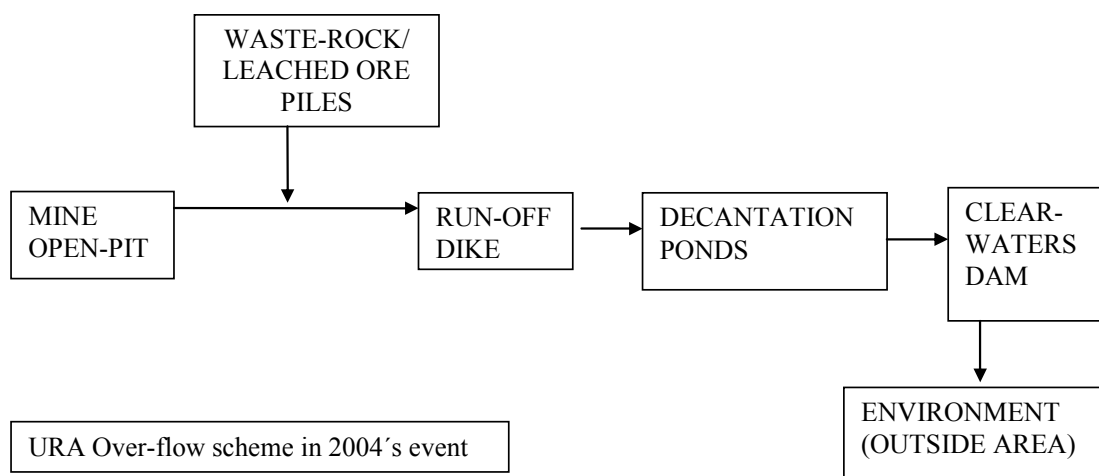 WASTE-ROCK/
LEACHED ORE
PILES
MINE
OPEN-PIT
RUN-OFF
DIKE
DECANTATION
PONDS
CLEAR-
WATERS
DAM
ENVIRONMENT
(OUTSIDE AREA)
URA Over-flow scheme in 2004´s event